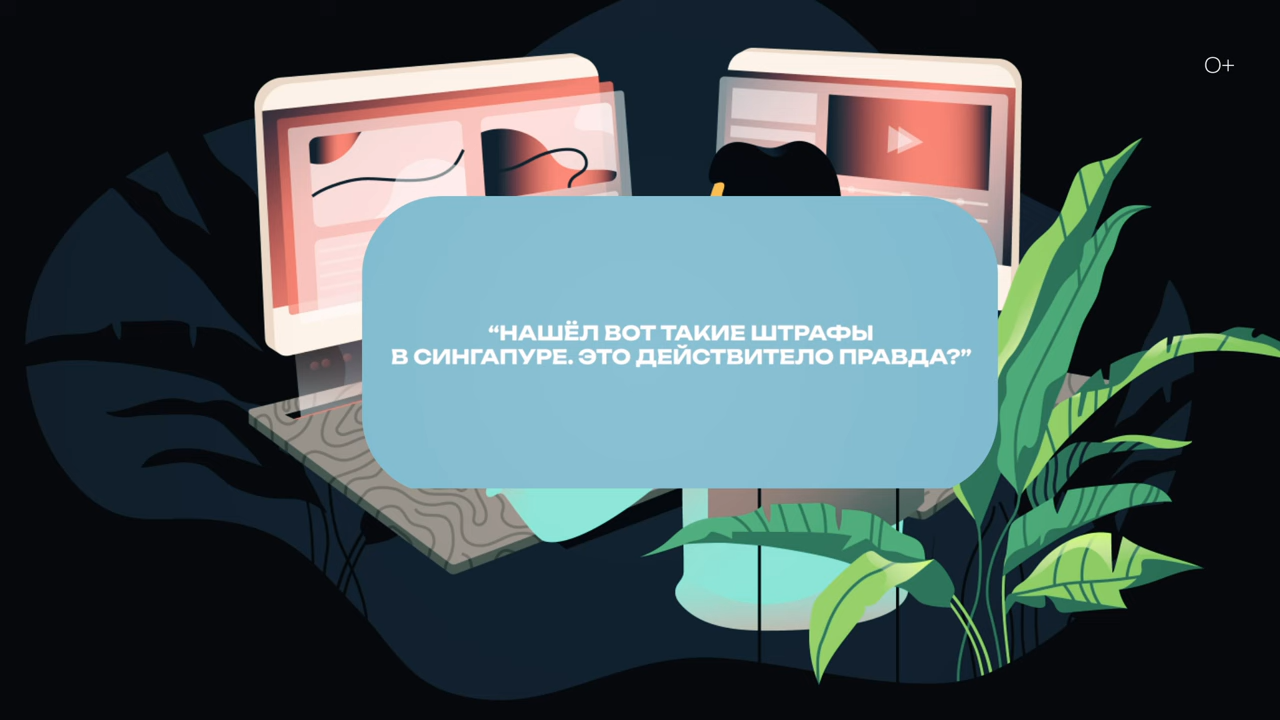 0+
“НАШЁЛ ВОТ ТАКИЕ ШТРАФЫ
В СИНГАПУРЕ. ЭТО ДЕЙСТВИТЕЛО ПРАВДА?”